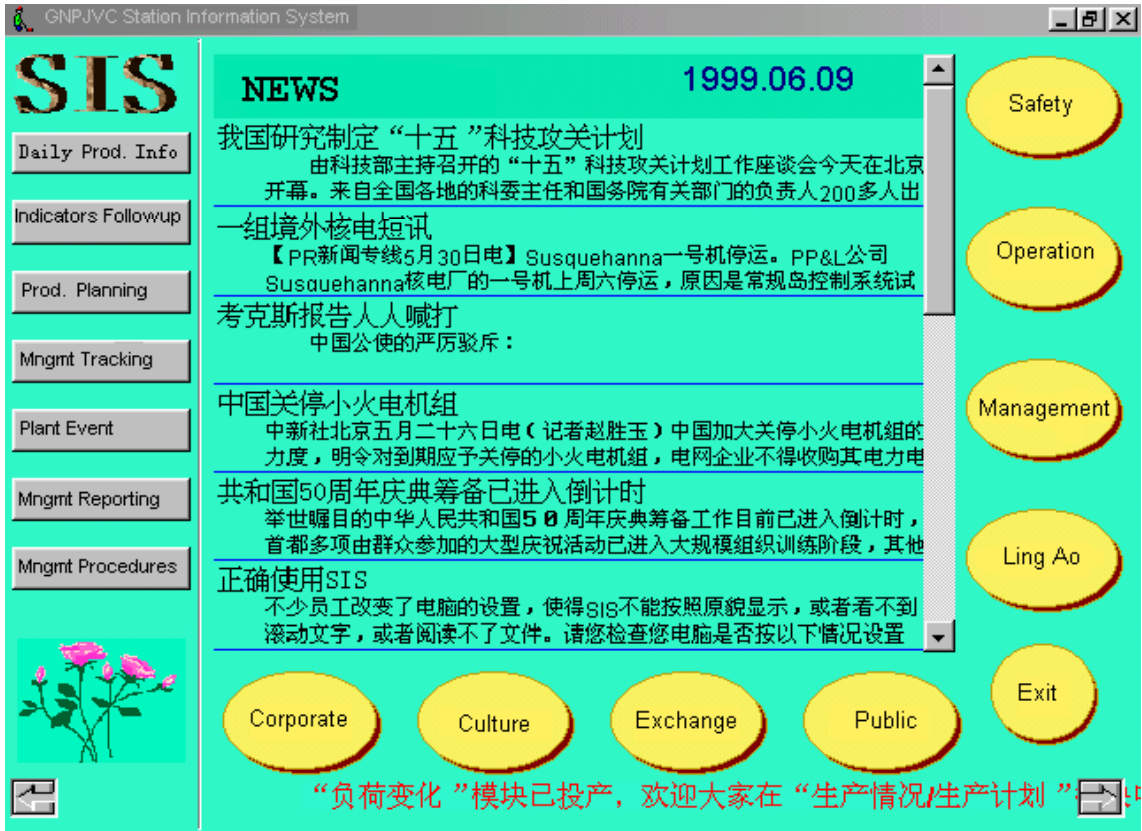 GNPJVC Station Information System
SIS
Daily Prod. Info
Indicators Followup
Prod. Planning
Mngmt Tracking
Plant Event
Mngmt Reporting
Mngmt Procedures
NEWS 1999.06.09
我国研究制定“十五”科技攻关计划
由科技部主持召开的“十五”科技攻关计划工作座谈会今天在北京
开幕。来自全国各地的科委主任和国务院有关部门的负责人200多人出
一组境外核电短讯
【PR新闻专线5月30日电】Susquehanna一号机停运。PP&L公司
Susquehanna核电厂的一号机上周六停运，原因是常规岛控制系统试
考克斯报告人人喊打
中国公使的严厉驳斥：
中国关停小火电机组
中新社北京五月二十六日电（记者赵胜玉）中国加大关停小火电机组的
力度，明令对到期应予关停的小火电机组，电网企业不得收购其电力电
共和国50周年庆典筹备已进入倒计时
举世瞩目的中华人民共和国50周年庆典筹备工作目前已进入倒计时，
首都多项由群众参加的大型庆祝活动已进入大规模组织训练阶段，其他
正确使用SIS
不少员工改变了电脑的设置，使得SIS不能按照原貌显示，或者看不到
滚动文字，或者阅读不了文件。请您检查您电脑是否按以下情况设置
Safety
Operation
Management
Ling Ao
Exit
Corporate
Culture
Exchange
Public
“负荷变化”模块已投产，欢迎大家在“生产情况/生产计划”